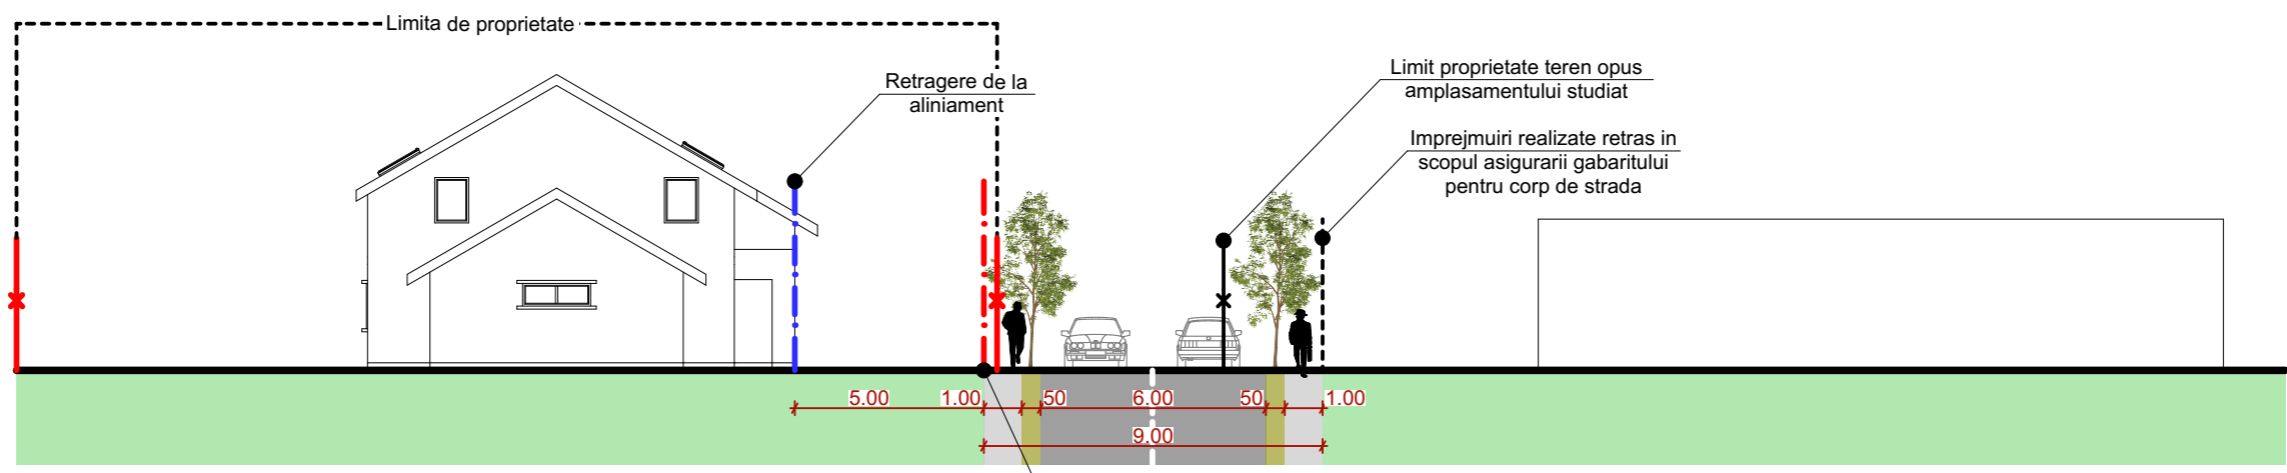 Limita de proprietate
Retragere de la
aliniament
Limit proprietate teren opus
amplasamentului studiat
Imprejmuiri realizate retras in
scopul asigurarii gabaritului
pentru corp de strada
5.00 1.00 50 6.00 50 1.00
9.00